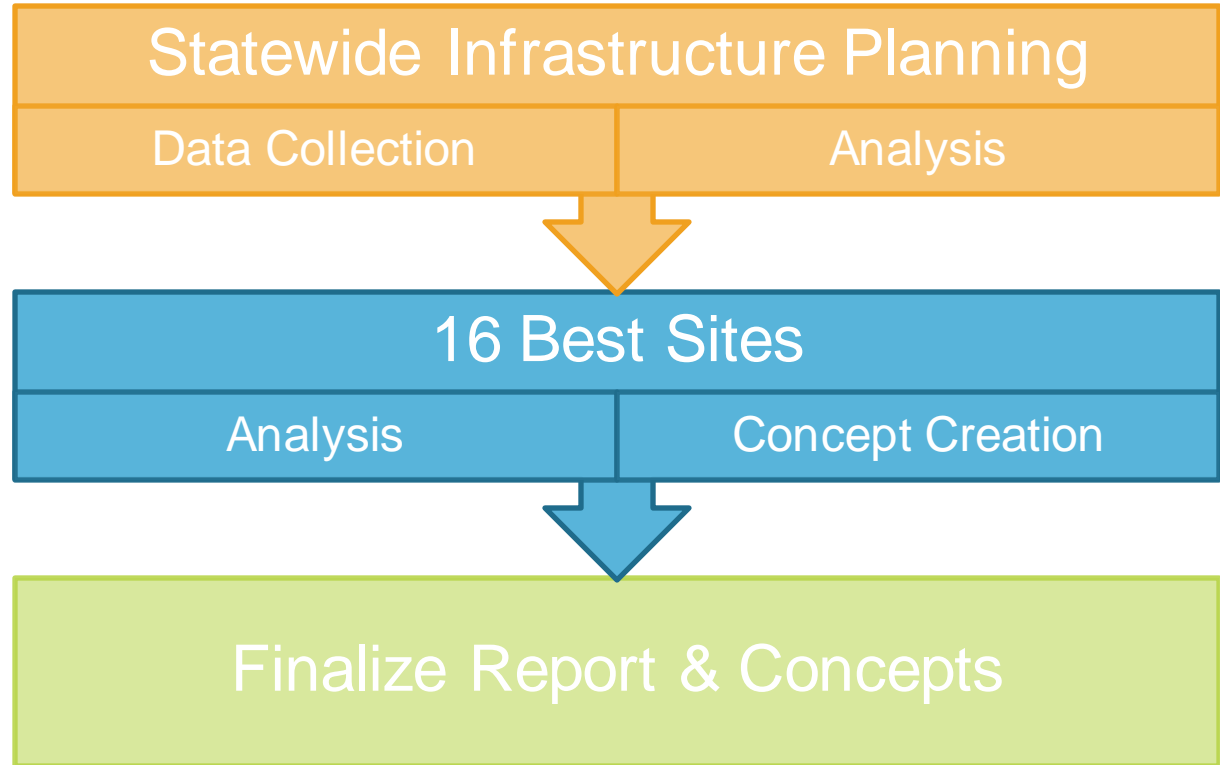 Statewide Infrastructure Planning
Data Collection
Analysis
16 Best Sites
Analysis
Concept Creation
Finalize Report & Concepts